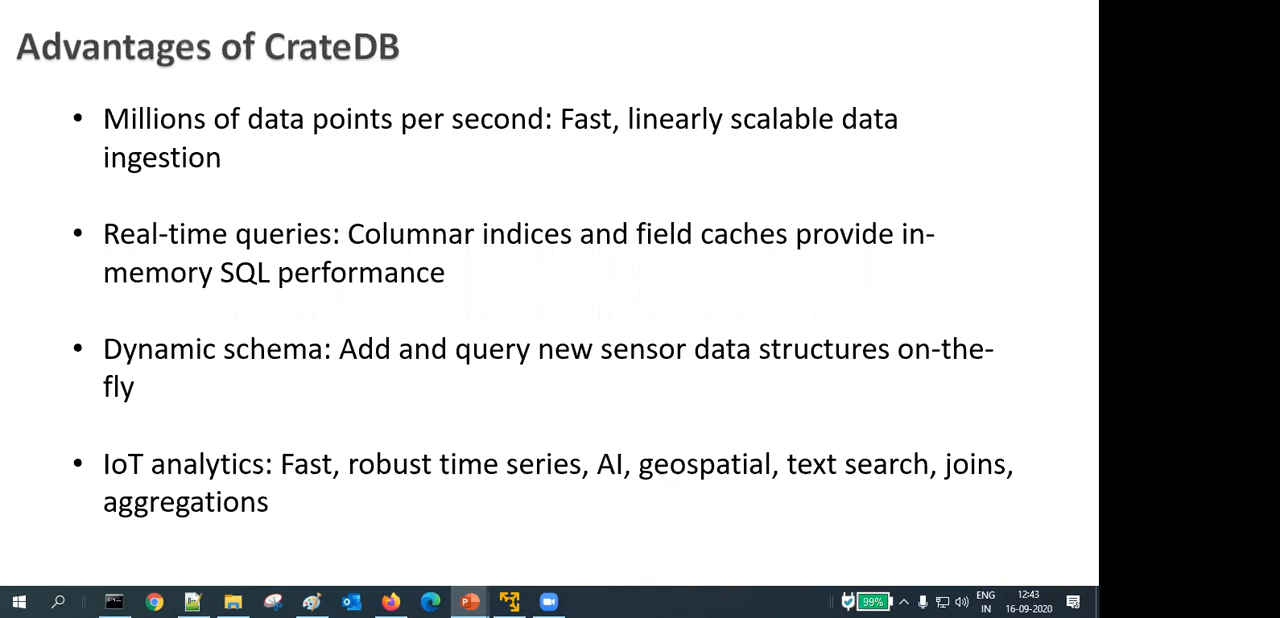 Advantages of CrateDB
• Millions of data points per second: Fast, linearly scalable data
ingestion
• Real-time queries: Columnar indices and field caches provide in-
memory SQL performance
• Dynamic schema: Add and query new sensor data structures on-the-
fly
• IoT analytics: Fast, robust time series, AI, geospatial, text search, joins,
aggregations
99%
ENG
IN
12:43
16-09-2020